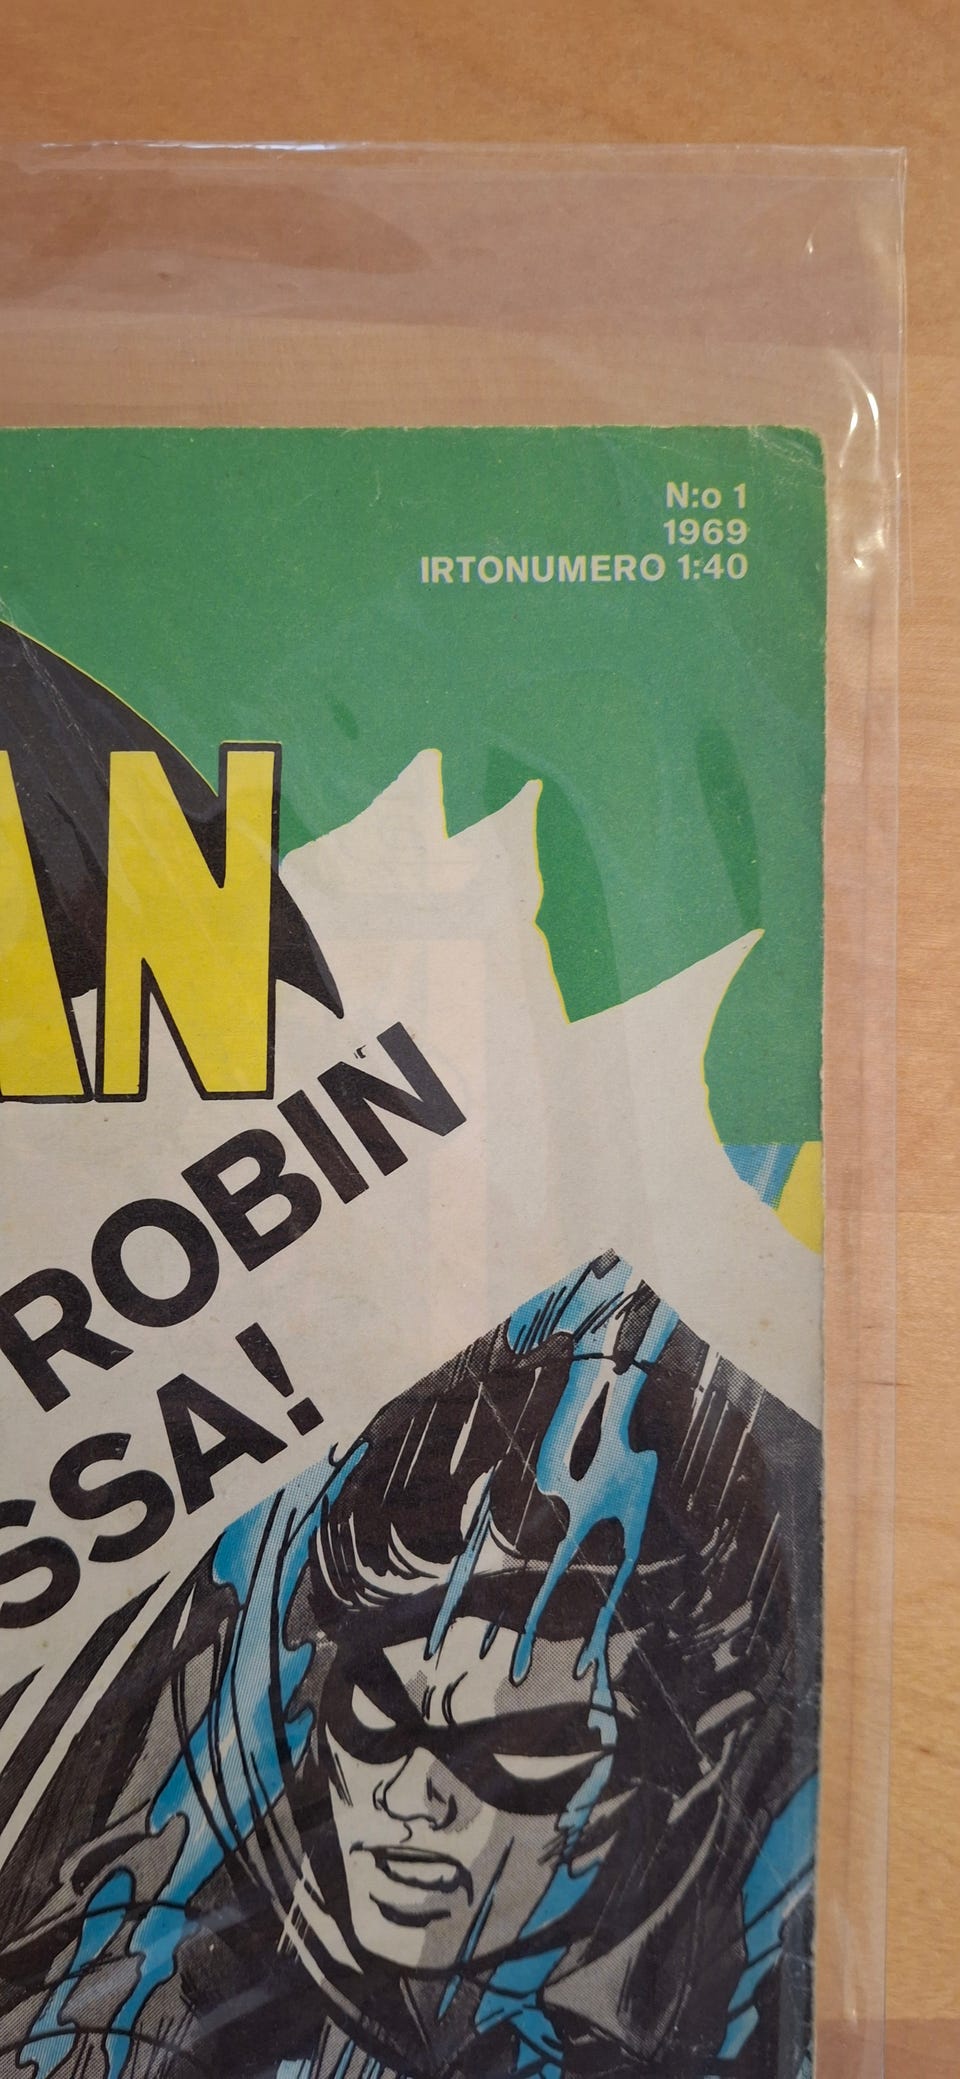 N:o 1
1969
IRTONUMERO 1:40
AN
ROBIN
SSA!